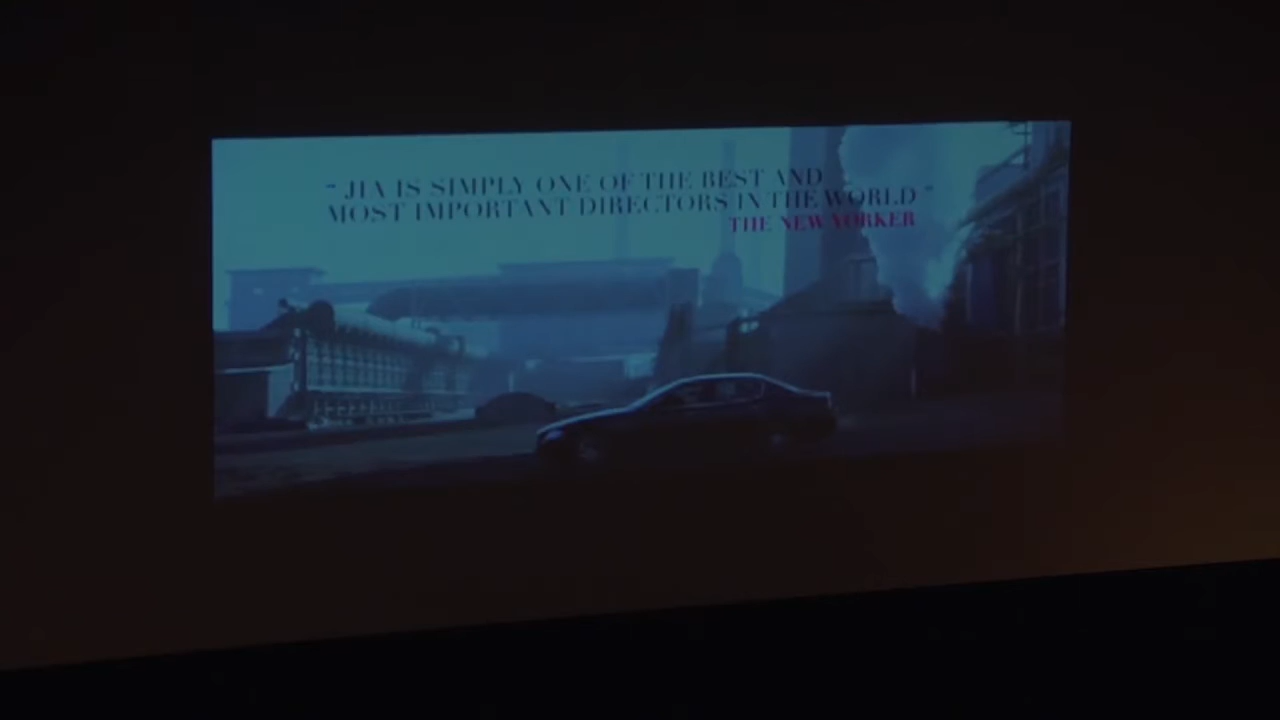 " JIA IS SIMPLY ONE OF THE BEST AND
MOST IMPORTANT DIRECTORS IN THE WORLD "
THE NEW YORKER